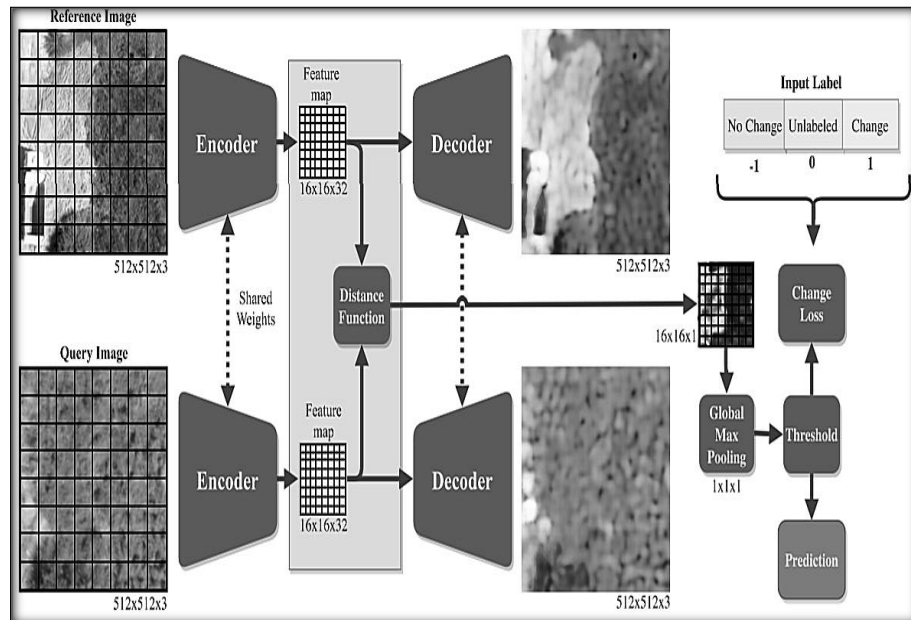 Reference Image
512x512x3
Encoder
Feature
map
16x16x32
Decoder
512x512x3
Shared
Weights
Distance
Function
Query Image
512x512x3
Encoder
Feature
map
16x16x32
Decoder
512x512x3
16x16x1
Global
Max
Pooling
1x1x1
Threshold
Input Label
No Change Unlabeled Change
-1 0 1
Change
Loss
Prediction